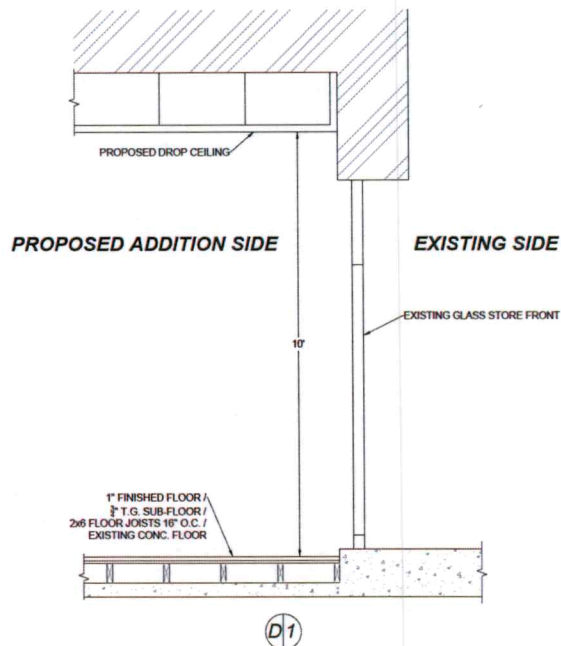 PROPOSED DROP CEILING
PROPOSED ADDITION SIDE
EXISTING SIDE
EXISTING GLASS STORE FRONT
10'
1" FINISHED FLOOR /
¾" T.G. SUB-FLOOR /
2x6 FLOOR JOISTS 16" O.C. /
EXISTING CONC. FLOOR
D 1